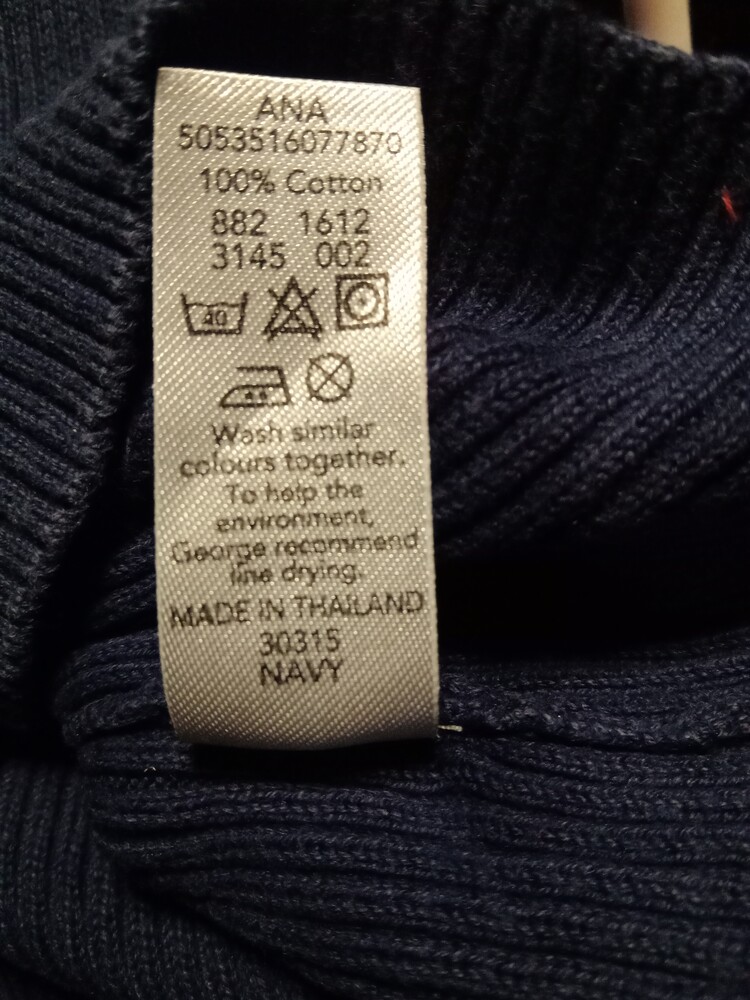 ANA
5053516077870
100% Cotton
882 1612
3145 002
40
Wash similar
colours together.
To help the
environment,
George recommend
line drying.
MADE IN THAILAND
30315
NAVY